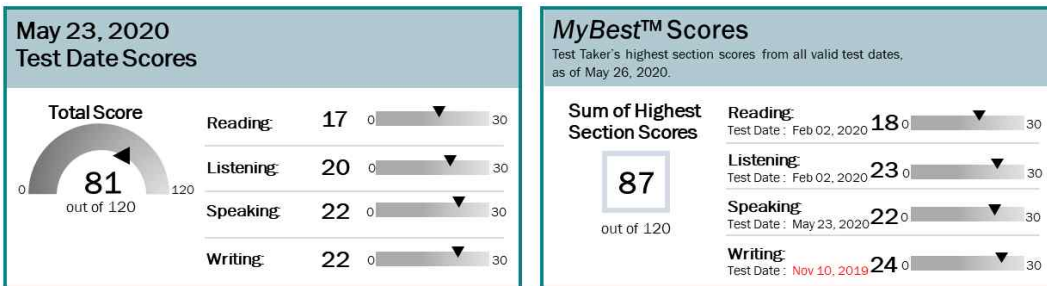 May 23, 2020
Test Date Scores
Total Score
0
81
120
out of 120
Reading: 17 0 30
Listening: 20 0 30
Speaking: 22 0 30
Writing: 22 0 30
MyBest™ Scores
Test Taker's highest section scores from all valid test dates,
as of May 26, 2020.
Sum of Highest
Section Scores
87
out of 120
Reading:
Test Date : Feb 02, 2020 18 0 30
Listening:
Test Date : Feb 02, 2020 23 0 30
Speaking:
Test Date : May 23, 2020 22 0 30
Writing:
Test Date : Nov 10, 2019 24 0 30